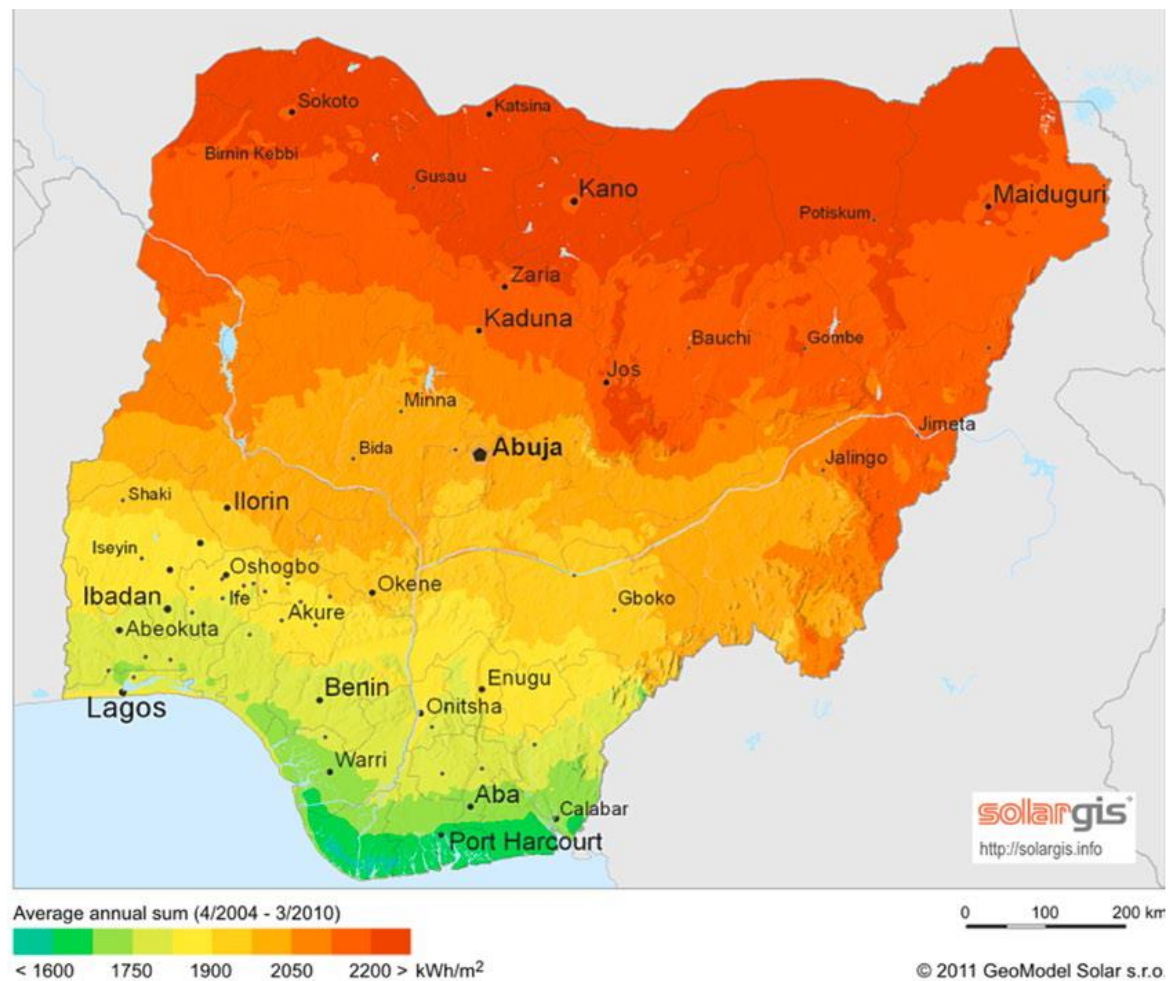 Sokoto
Katsina
Birnin Kebbi
Gusau
Kano
Maiduguri
Potiskum
Zaria
Kaduna
Bauchi
Gombe
Jos
Minna
Jimeta
Bida
Abuja
Jalingo
Shaki
Ilorin
Iseyin
Oshogbo
Okene
Ibadan
Ife
Gboko
Akure
Abeokuta
Enugu
Benin
Lagos
Onitsha
Warri
Aba
Calabar
Port Harcourt
solargis
http://solargis.info
Average annual sum (4/2004 - 3/2010)
0 100 200 km
< 1600 1750 1900 2050 2200 > kWh/m²
© 2011 GeoModel Solar s.r.o.